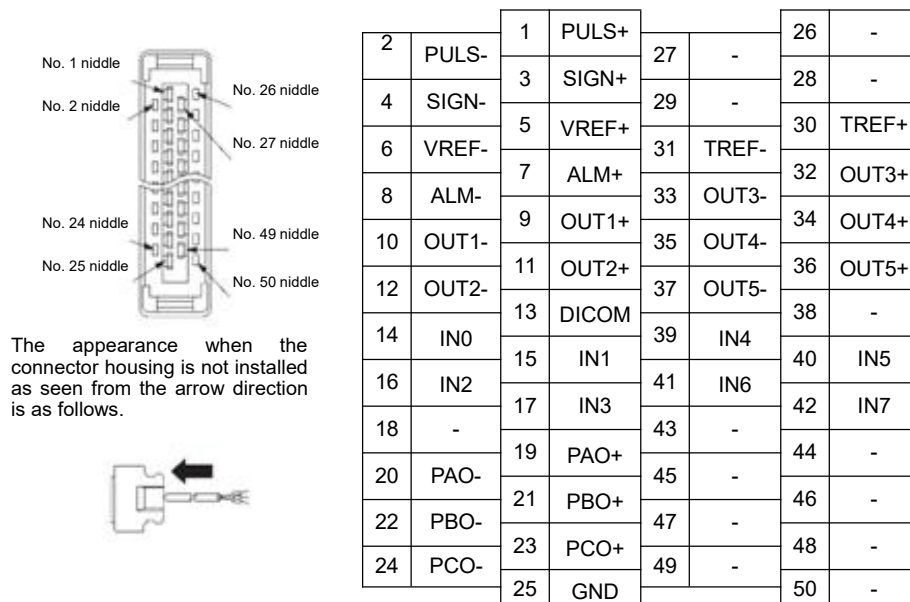 No. 1 niddle
No. 2 niddle
No. 26 niddle
No. 27 niddle
No. 24 niddle
No. 25 niddle
No. 49 niddle
No. 50 niddle
The appearance when the
connector housing is not installed
as seen from the arrow direction
is as follows.
1 PULS+ 26 -
2 PULS- 27 -
3 SIGN+ 28 -
4 SIGN- 29 -
5 VREF+ 30 TREF+
6 VREF- 31 TREF-
7 ALM+ 32 OUT3+
8 ALM- 33 OUT3-
9 OUT1+ 34 OUT4+
10 OUT1- 35 OUT4-
11 OUT2+ 36 OUT5+
12 OUT2- 37 OUT5-
13 DICOM 38 -
14 IN0 39 IN4
15 IN1 40 IN5
16 IN2 41 IN6
17 IN3 42 IN7
18 - 43 -
19 PAO+ 44 -
20 PAO- 45 -
21 PBO+ 46 -
22 PBO- 47 -
23 PCO+ 48 -
24 PCO- 49 -
25 GND 50 -